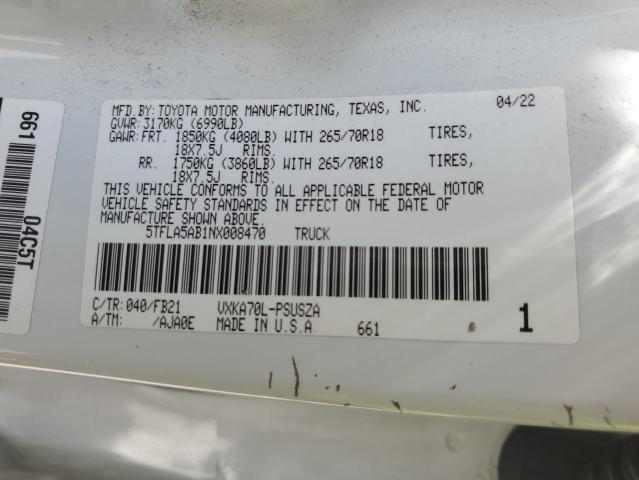 MFD.BY:TOYOTA MOTOR MANUFACTURING, TEXAS, INC. 04/22
GVWR:3170KG (6990LB)
GAWR:FRT. 1850KG (4080LB) WITH 265/70R18 TIRES,
18X7.5J RIMS.
RR. 1750KG (3860LB) WITH 265/70R18 TIRES,
18X7.5J RIMS.
THIS VEHICLE CONFORMS TO ALL APPLICABLE FEDERAL MOTOR
VEHICLE SAFETY STANDARDS IN EFFECT ON THE DATE OF
MANUFACTURE SHOWN ABOVE.
5TFLA5AB1NX008470 TRUCK
C/TR:040/FB21 VXKA70L-PSUSZA
A/TM: /AJA0E MADE IN U.S.A 661 1
661 04C5T